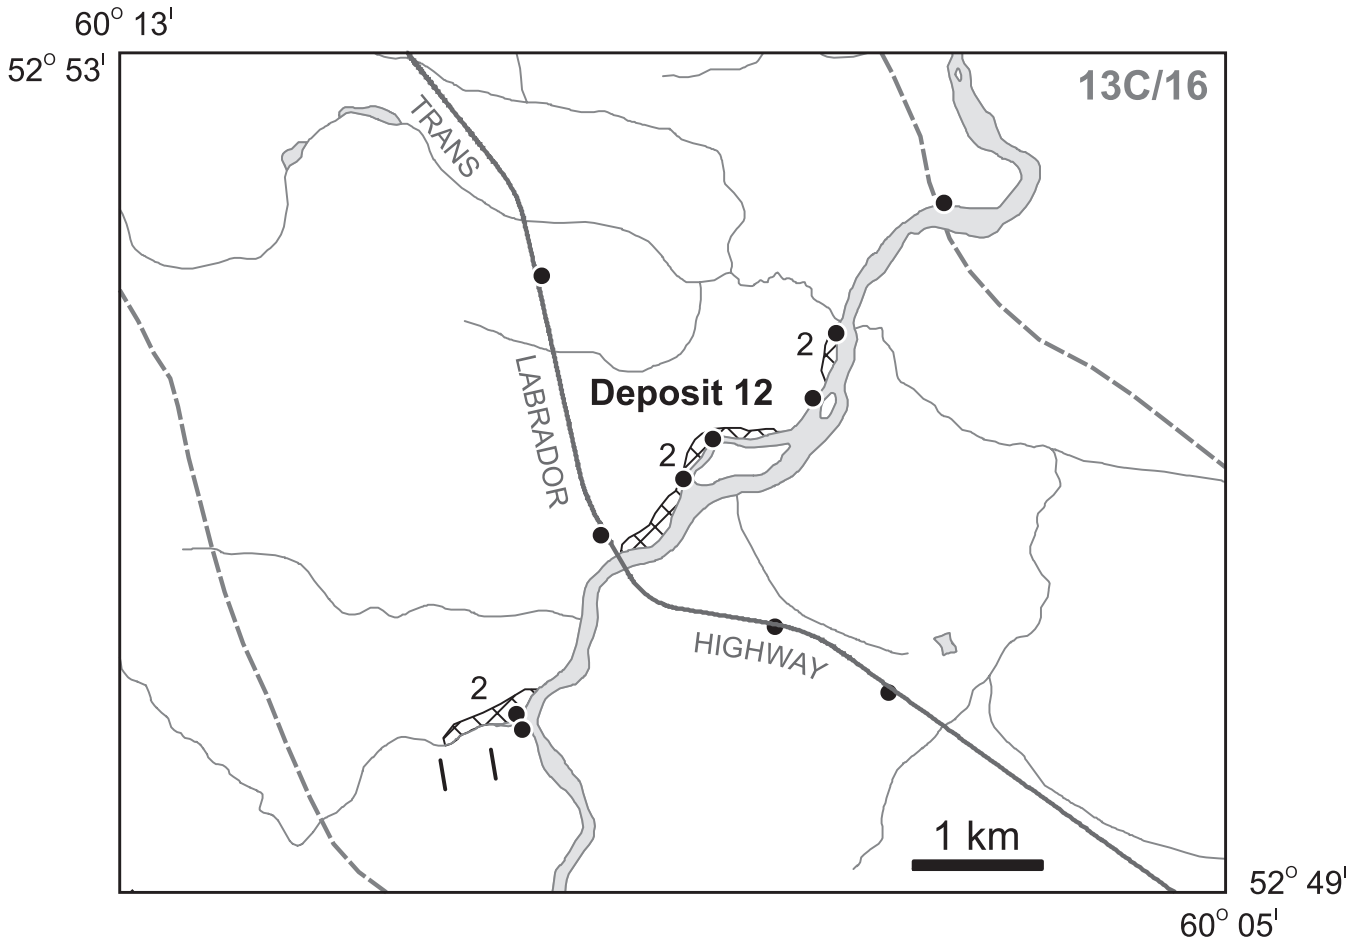 60° 13'
52° 53'
13C/16
TRANS
2
LABRADOR
Deposit 12
2
HIGHWAY
2
1 km
52° 49'
60° 05'